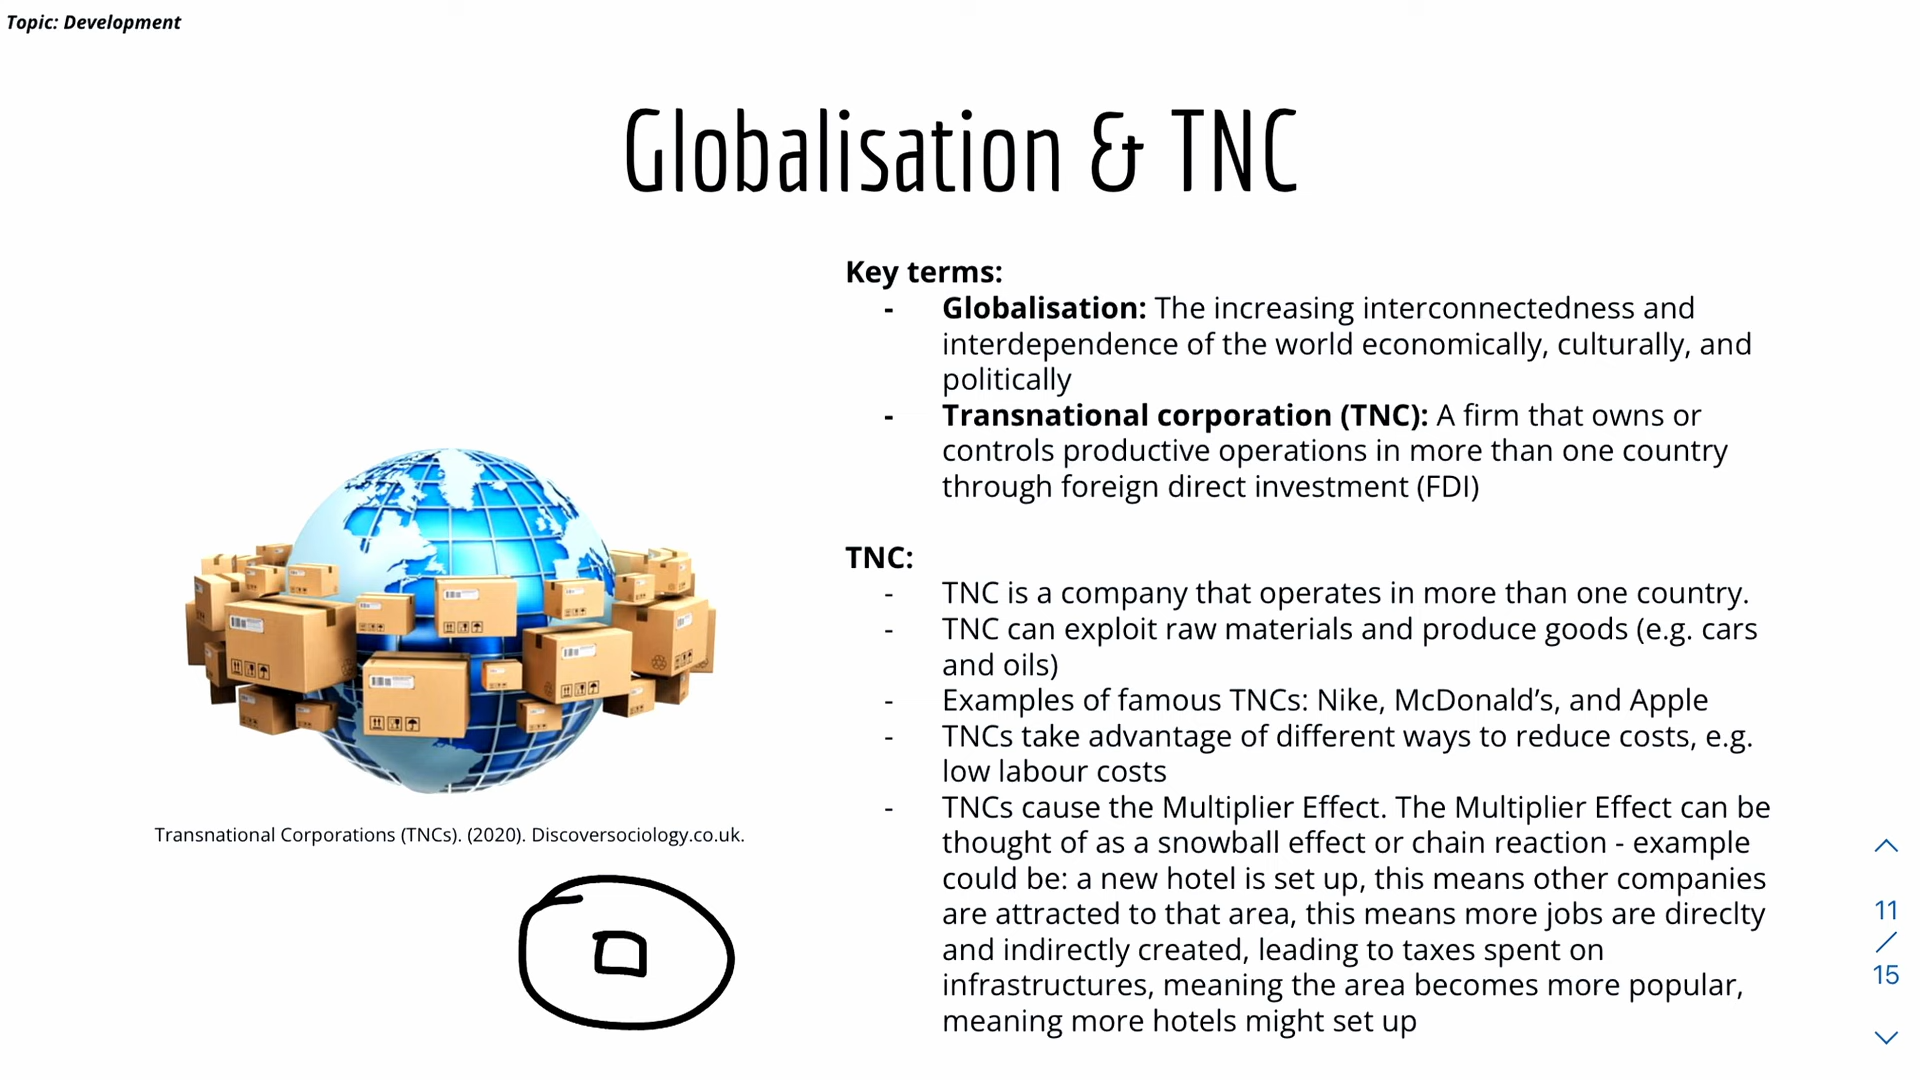 Topic: Development
Globalisation & TNC
Key terms:
- Globalisation: The increasing interconnectedness and
interdependence of the world economically, culturally, and
politically
- Transnational corporation (TNC): A firm that owns or
controls productive operations in more than one country
through foreign direct investment (FDI)
TNC:
- TNC is a company that operates in more than one country.
- TNC can exploit raw materials and produce goods (e.g. cars
and oils)
- Examples of famous TNCs: Nike, McDonald’s, and Apple
- TNCs take advantage of different ways to reduce costs, e.g.
low labour costs
- TNCs cause the Multiplier Effect. The Multiplier Effect can be
thought of as a snowball effect or chain reaction - example
could be: a new hotel is set up, this means other companies
are attracted to that area, this means more jobs are direclty
and indirectly created, leading to taxes spent on
infrastructures, meaning the area becomes more popular,
meaning more hotels might set up
Transnational Corporations (TNCs). (2020). Discoversociology.co.uk.
11
/
15